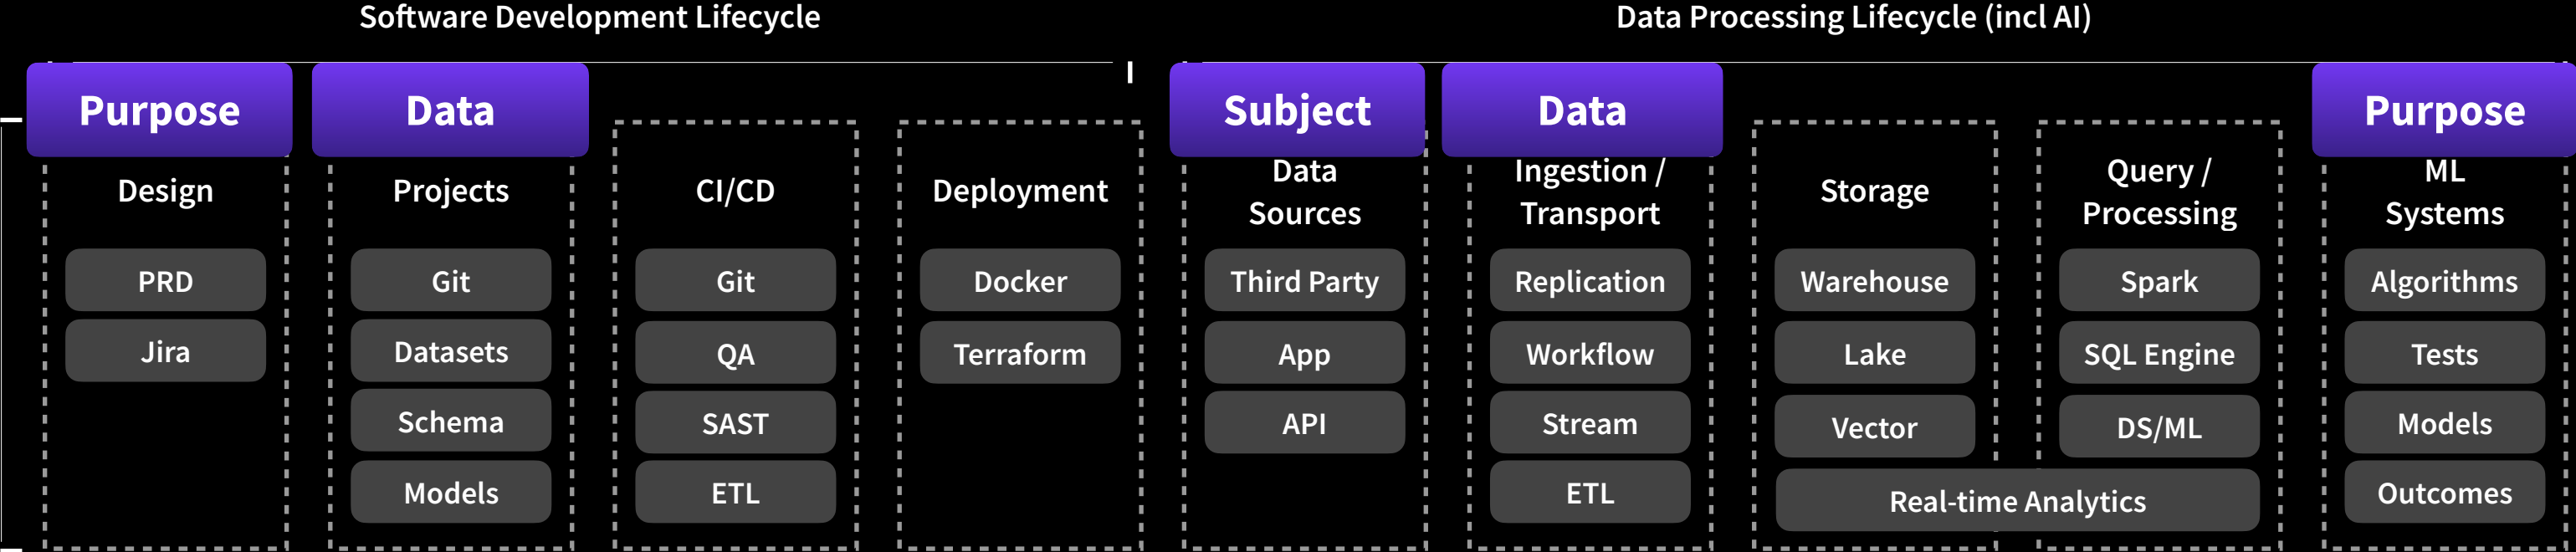 Software Development Lifecycle
Data Processing Lifecycle (incl AI)
Purpose
Data
Subject
Data
Purpose
Design
PRD
Jira
Projects
Git
Datasets
Schema
Models
CI/CD
Git
QA
SAST
ETL
Deployment
Docker
Terraform
Data
Sources
Third Party
App
API
Ingestion /
Transport
Replication
Workflow
Stream
ETL
Storage
Warehouse
Lake
Vector
Query /
Processing
Spark
SQL Engine
DS/ML
Real-time Analytics
ML
Systems
Algorithms
Tests
Models
Outcomes